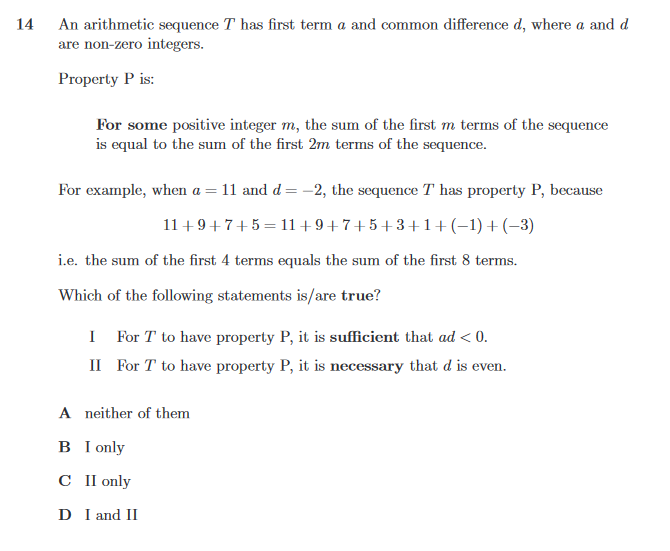 14 An arithmetic sequence T has first term a and common difference d, where a and d
are non-zero integers.
Property P is:
For some positive integer m, the sum of the first m terms of the sequence
is equal to the sum of the first 2m terms of the sequence.
For example, when a = 11 and d = −2, the sequence T has property P, because
11 + 9 + 7 + 5 = 11 + 9 + 7 + 5 + 3 + 1 + (−1) + (−3)
i.e. the sum of the first 4 terms equals the sum of the first 8 terms.
Which of the following statements is/are true?
I For T to have property P, it is sufficient that ad < 0.
II For T to have property P, it is necessary that d is even.
A neither of them
B I only
C II only
D I and II